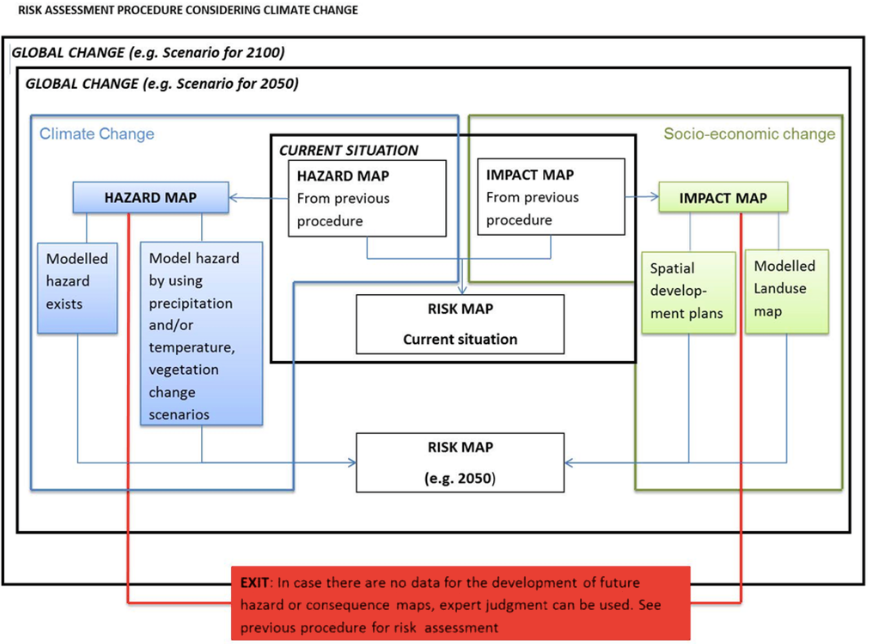 RISK ASSESSMENT PROCEDURE CONSIDERING CLIMATE CHANGE
GLOBAL CHANGE (e.g. Scenario for 2100)
GLOBAL CHANGE (e.g. Scenario for 2050)
Climate Change
Socio-economic change
CURRENT SITUATION
HAZARD MAP
From previous
procedure
IMPACT MAP
From previous
procedure
HAZARD MAP
IMPACT MAP
Modelled
hazard
exists
Model hazard
by using
precipitation
and/or
temperature,
vegetation
change
scenarios
Spatial
develop-
ment plans
Modelled
Landuse
map
RISK MAP
Current situation
RISK MAP
(e.g. 2050)
EXIT: In case there are no data for the development of future
hazard or consequence maps, expert judgment can be used. See
previous procedure for risk assessment